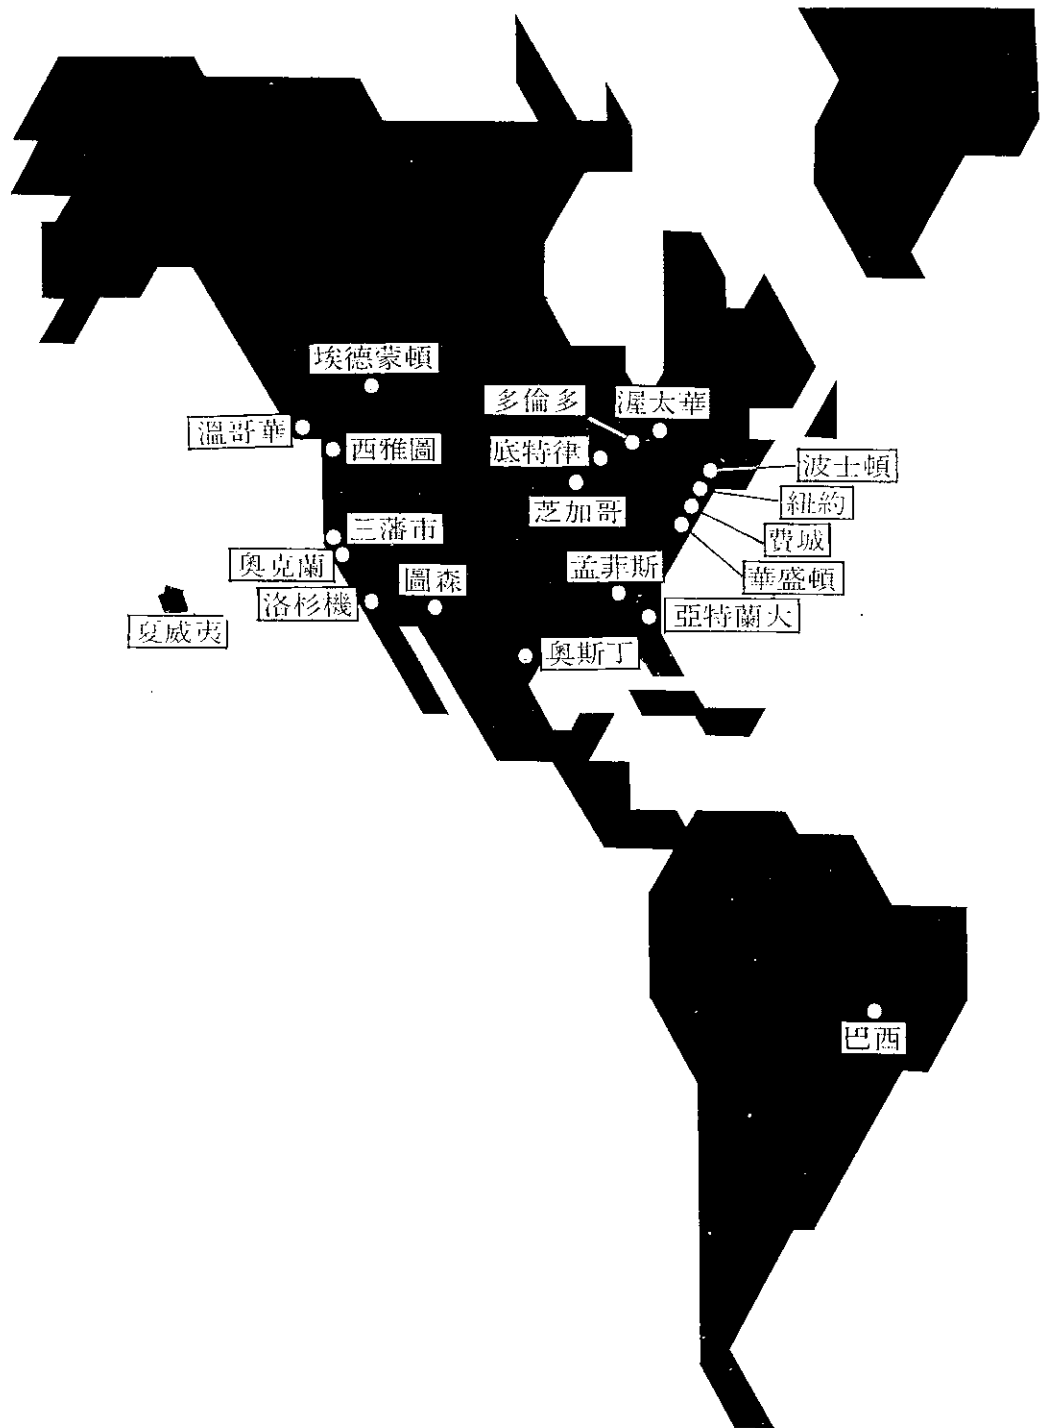 埃德蒙頓
多倫多
渥太華
溫哥華
西雅圖
底特律
波士頓
紐約
芝加哥
費城
三藩市
奧克蘭
圖森
孟菲斯
華盛頓
洛杉機
亞特蘭大
夏威夷
奧斯丁
巴西